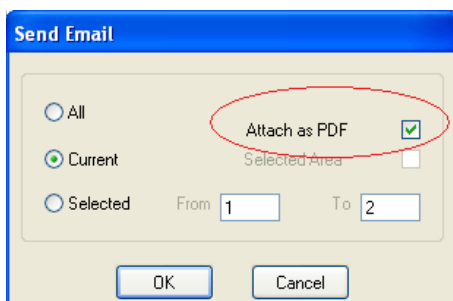 Send Email
All
Attach as PDF
Current
Selected Area
Selected From 1 To 2
OK Cancel